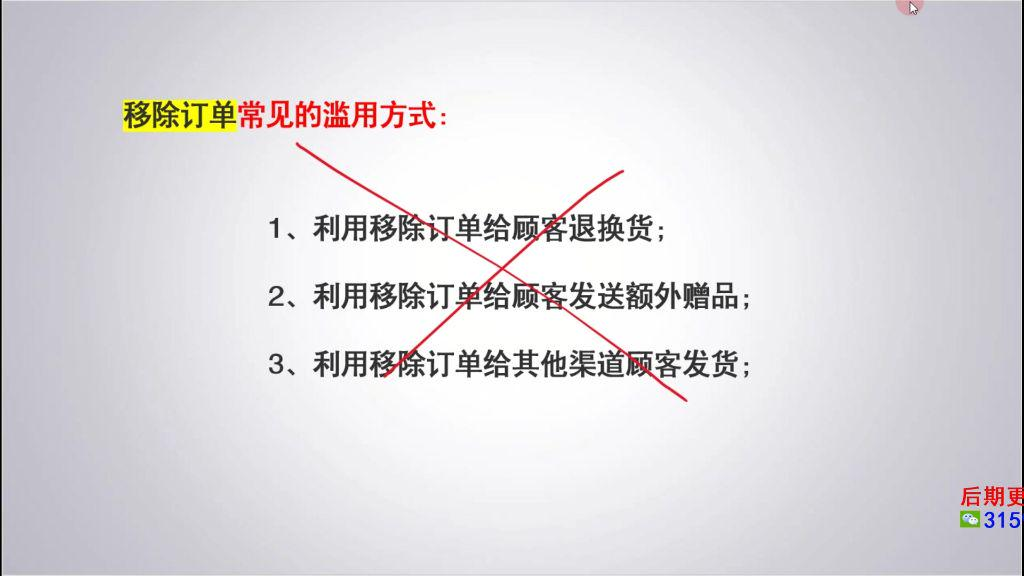 移除订单常见的滥用方式：
1、利用移除订单给顾客退换货；
2、利用移除订单给顾客发送额外赠品；
3、利用移除订单给其他渠道顾客发货；
后期更
315